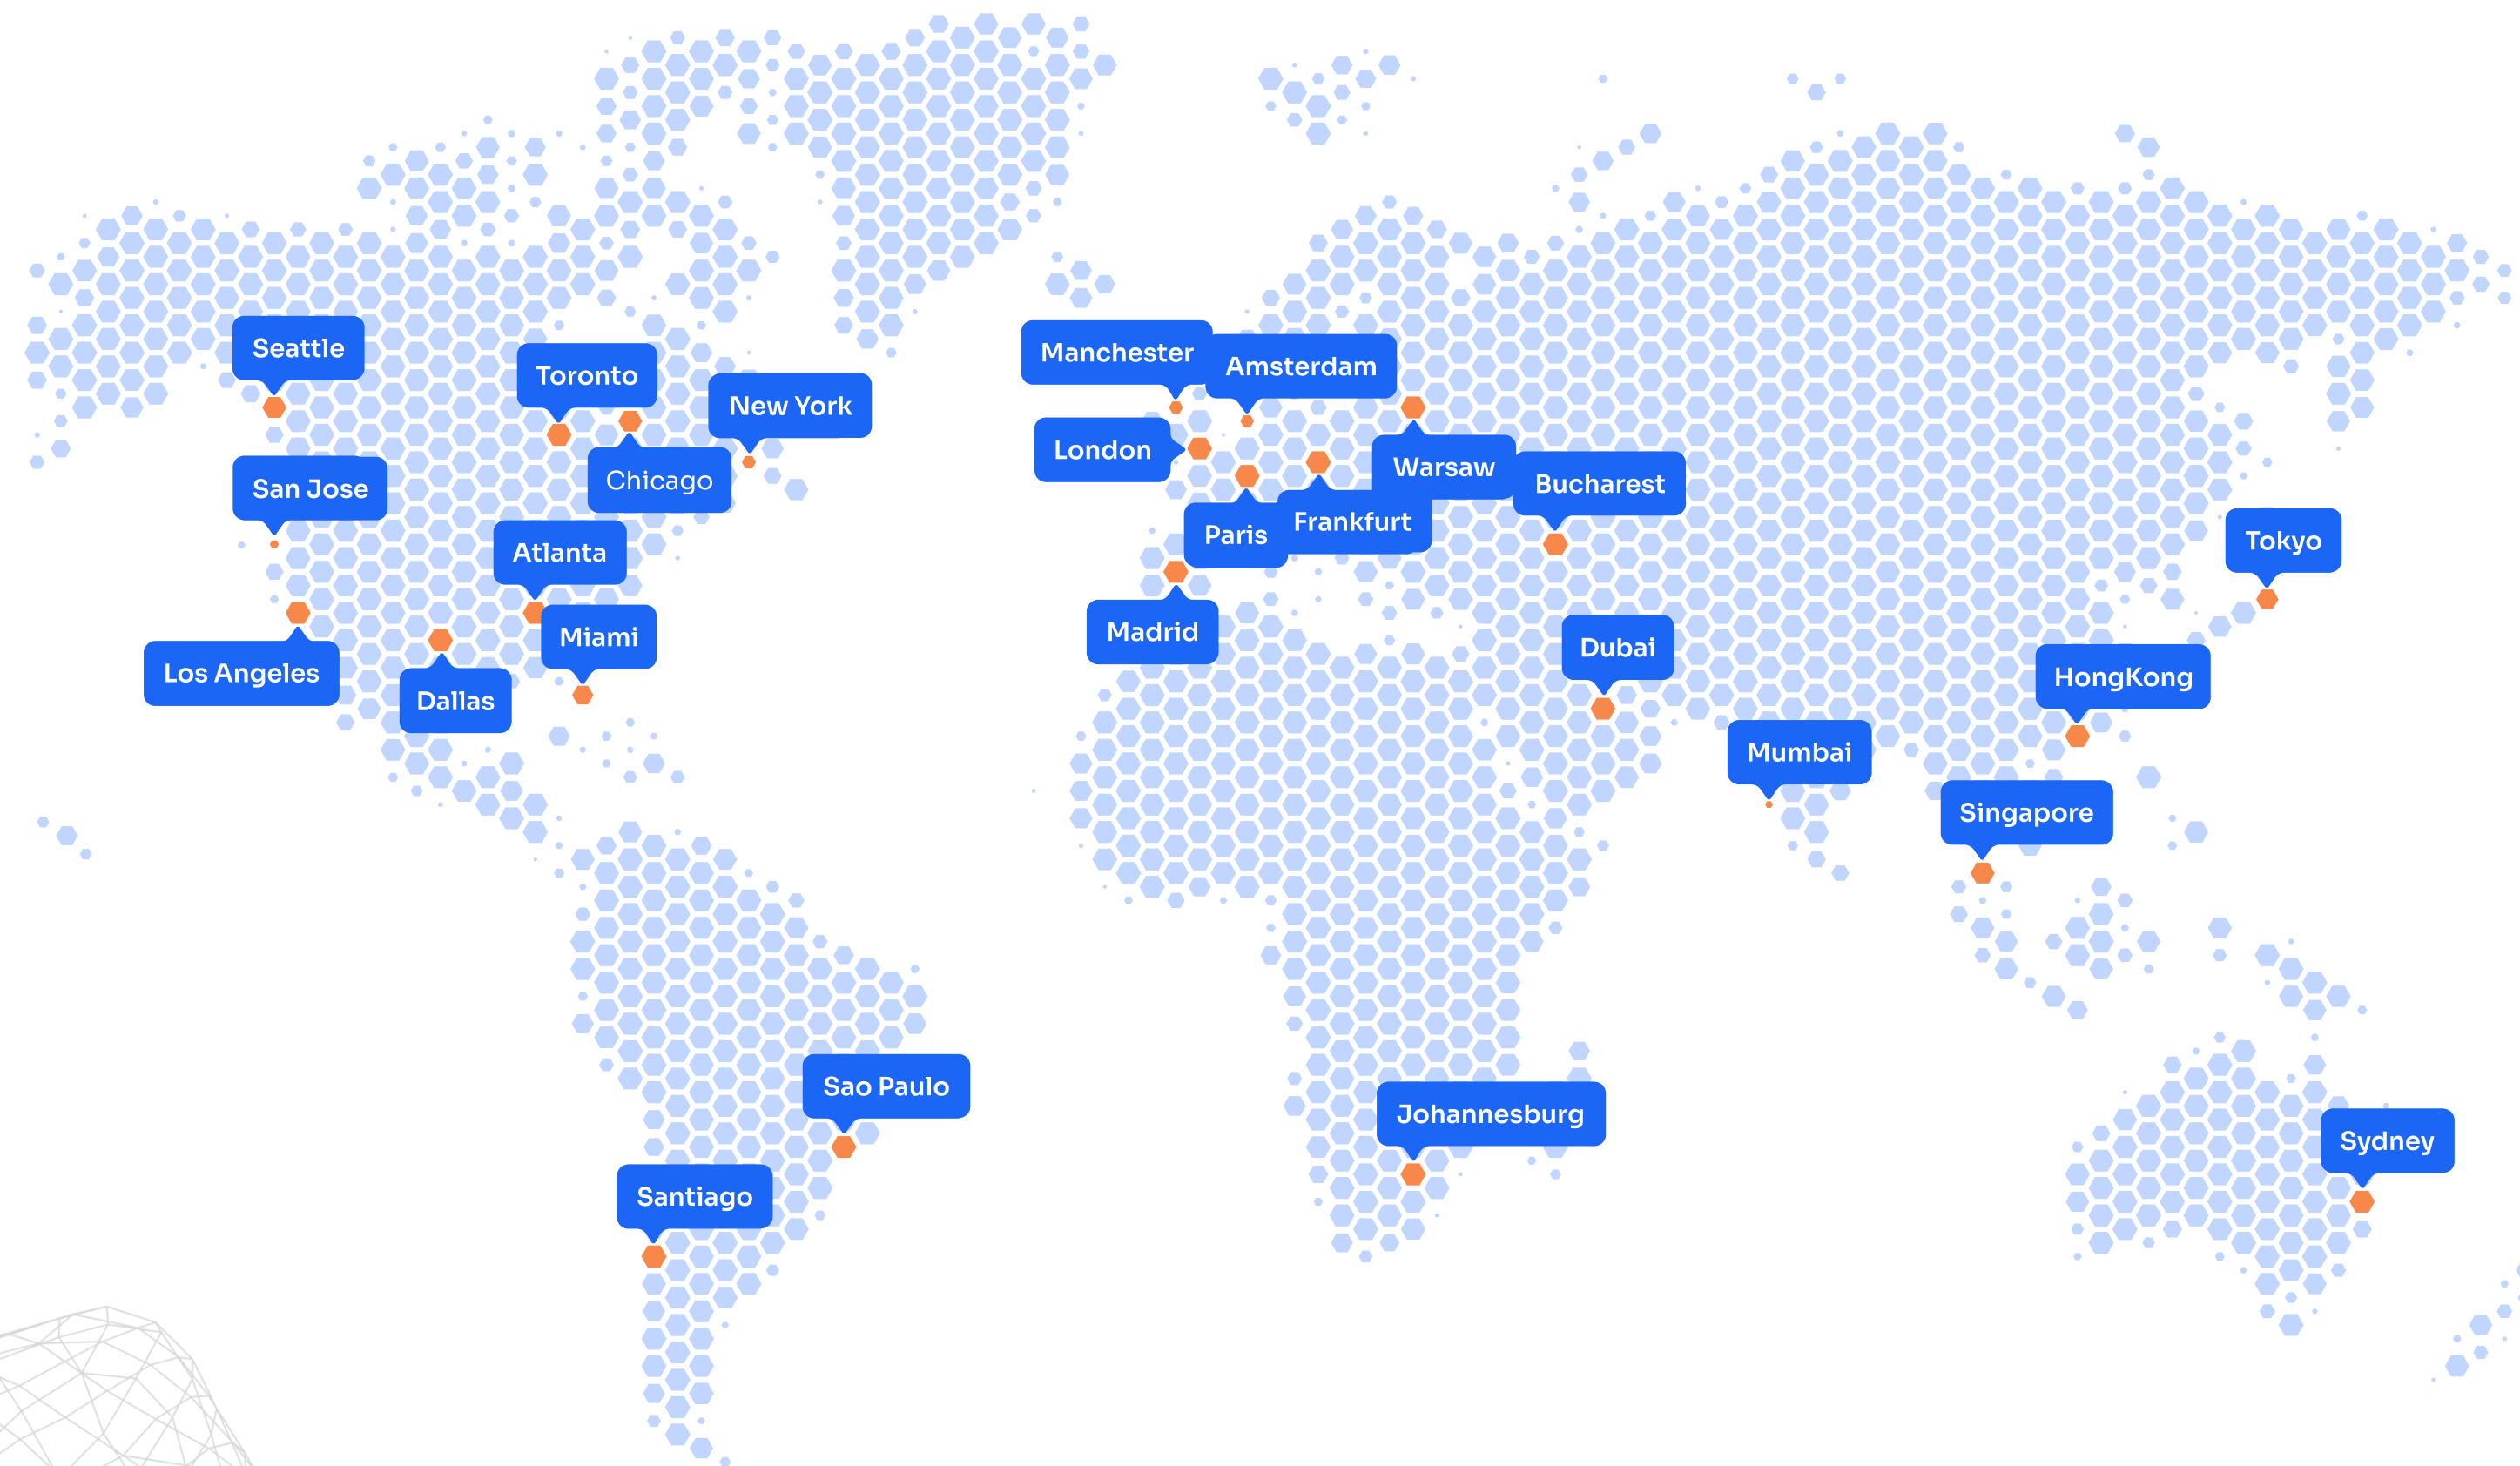 Seattle
Manchester
Amsterdam
Toronto
New York
London
Warsaw
Chicago
Bucharest
San Jose
Frankfurt
Paris
Tokyo
Atlanta
Madrid
Miami
Dubai
Los Angeles
HongKong
Dallas
Mumbai
Singapore
Sao Paulo
Johannesburg
Sydney
Santiago